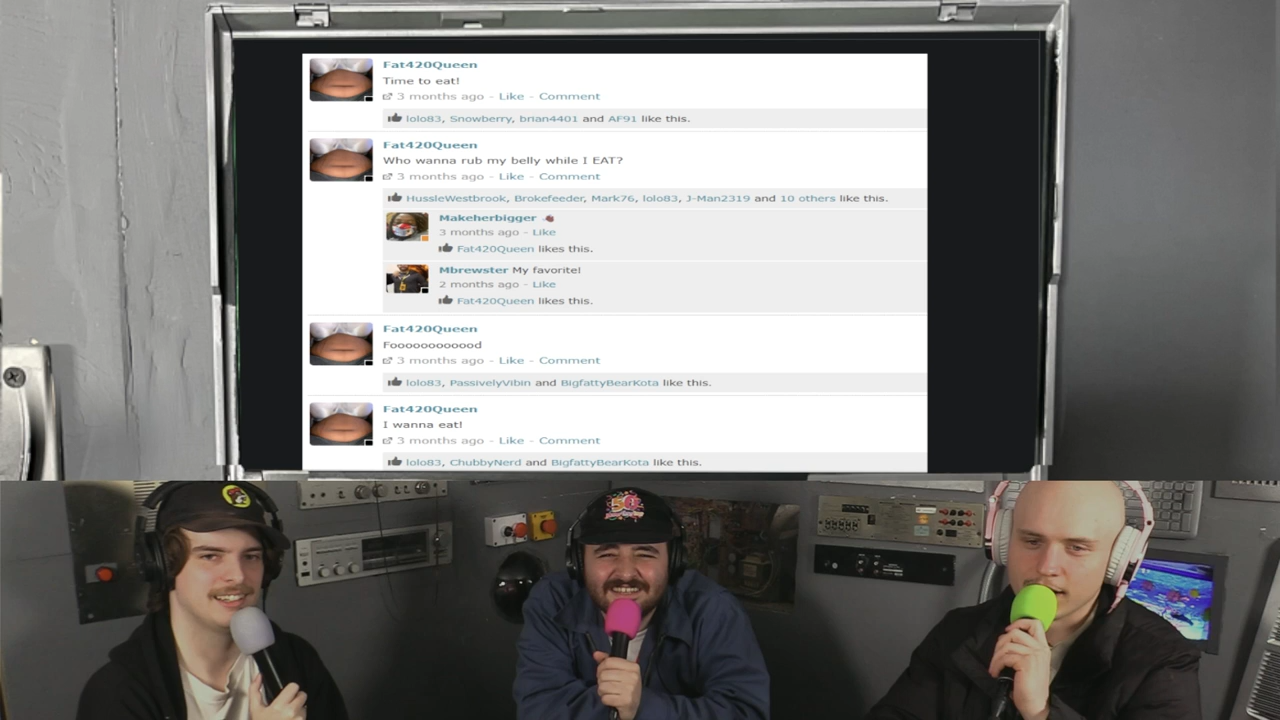 Fat420Queen
Time to eat!
3 months ago - Like - Comment
lolo83, Snowberry, brian4401 and AF91 like this.
Fat420Queen
Who wanna rub my belly while I EAT?
3 months ago - Like - Comment
HussleWestbrook, Brokefeeder, Mark76, lolo83, J-Man2319 and 10 others like this.
Makeherbigger
3 months ago - Like
Fat420Queen likes this.
Mbrewster My favorite!
2 months ago - Like
Fat420Queen likes this.
Fat420Queen
Foooooooooood
3 months ago - Like - Comment
lolo83, PassivelyVibin and BigfattyBearKota like this.
Fat420Queen
I wanna eat!
3 months ago - Like - Comment
lolo83, ChubbyNerd and BigfattyBearKota like this.
50